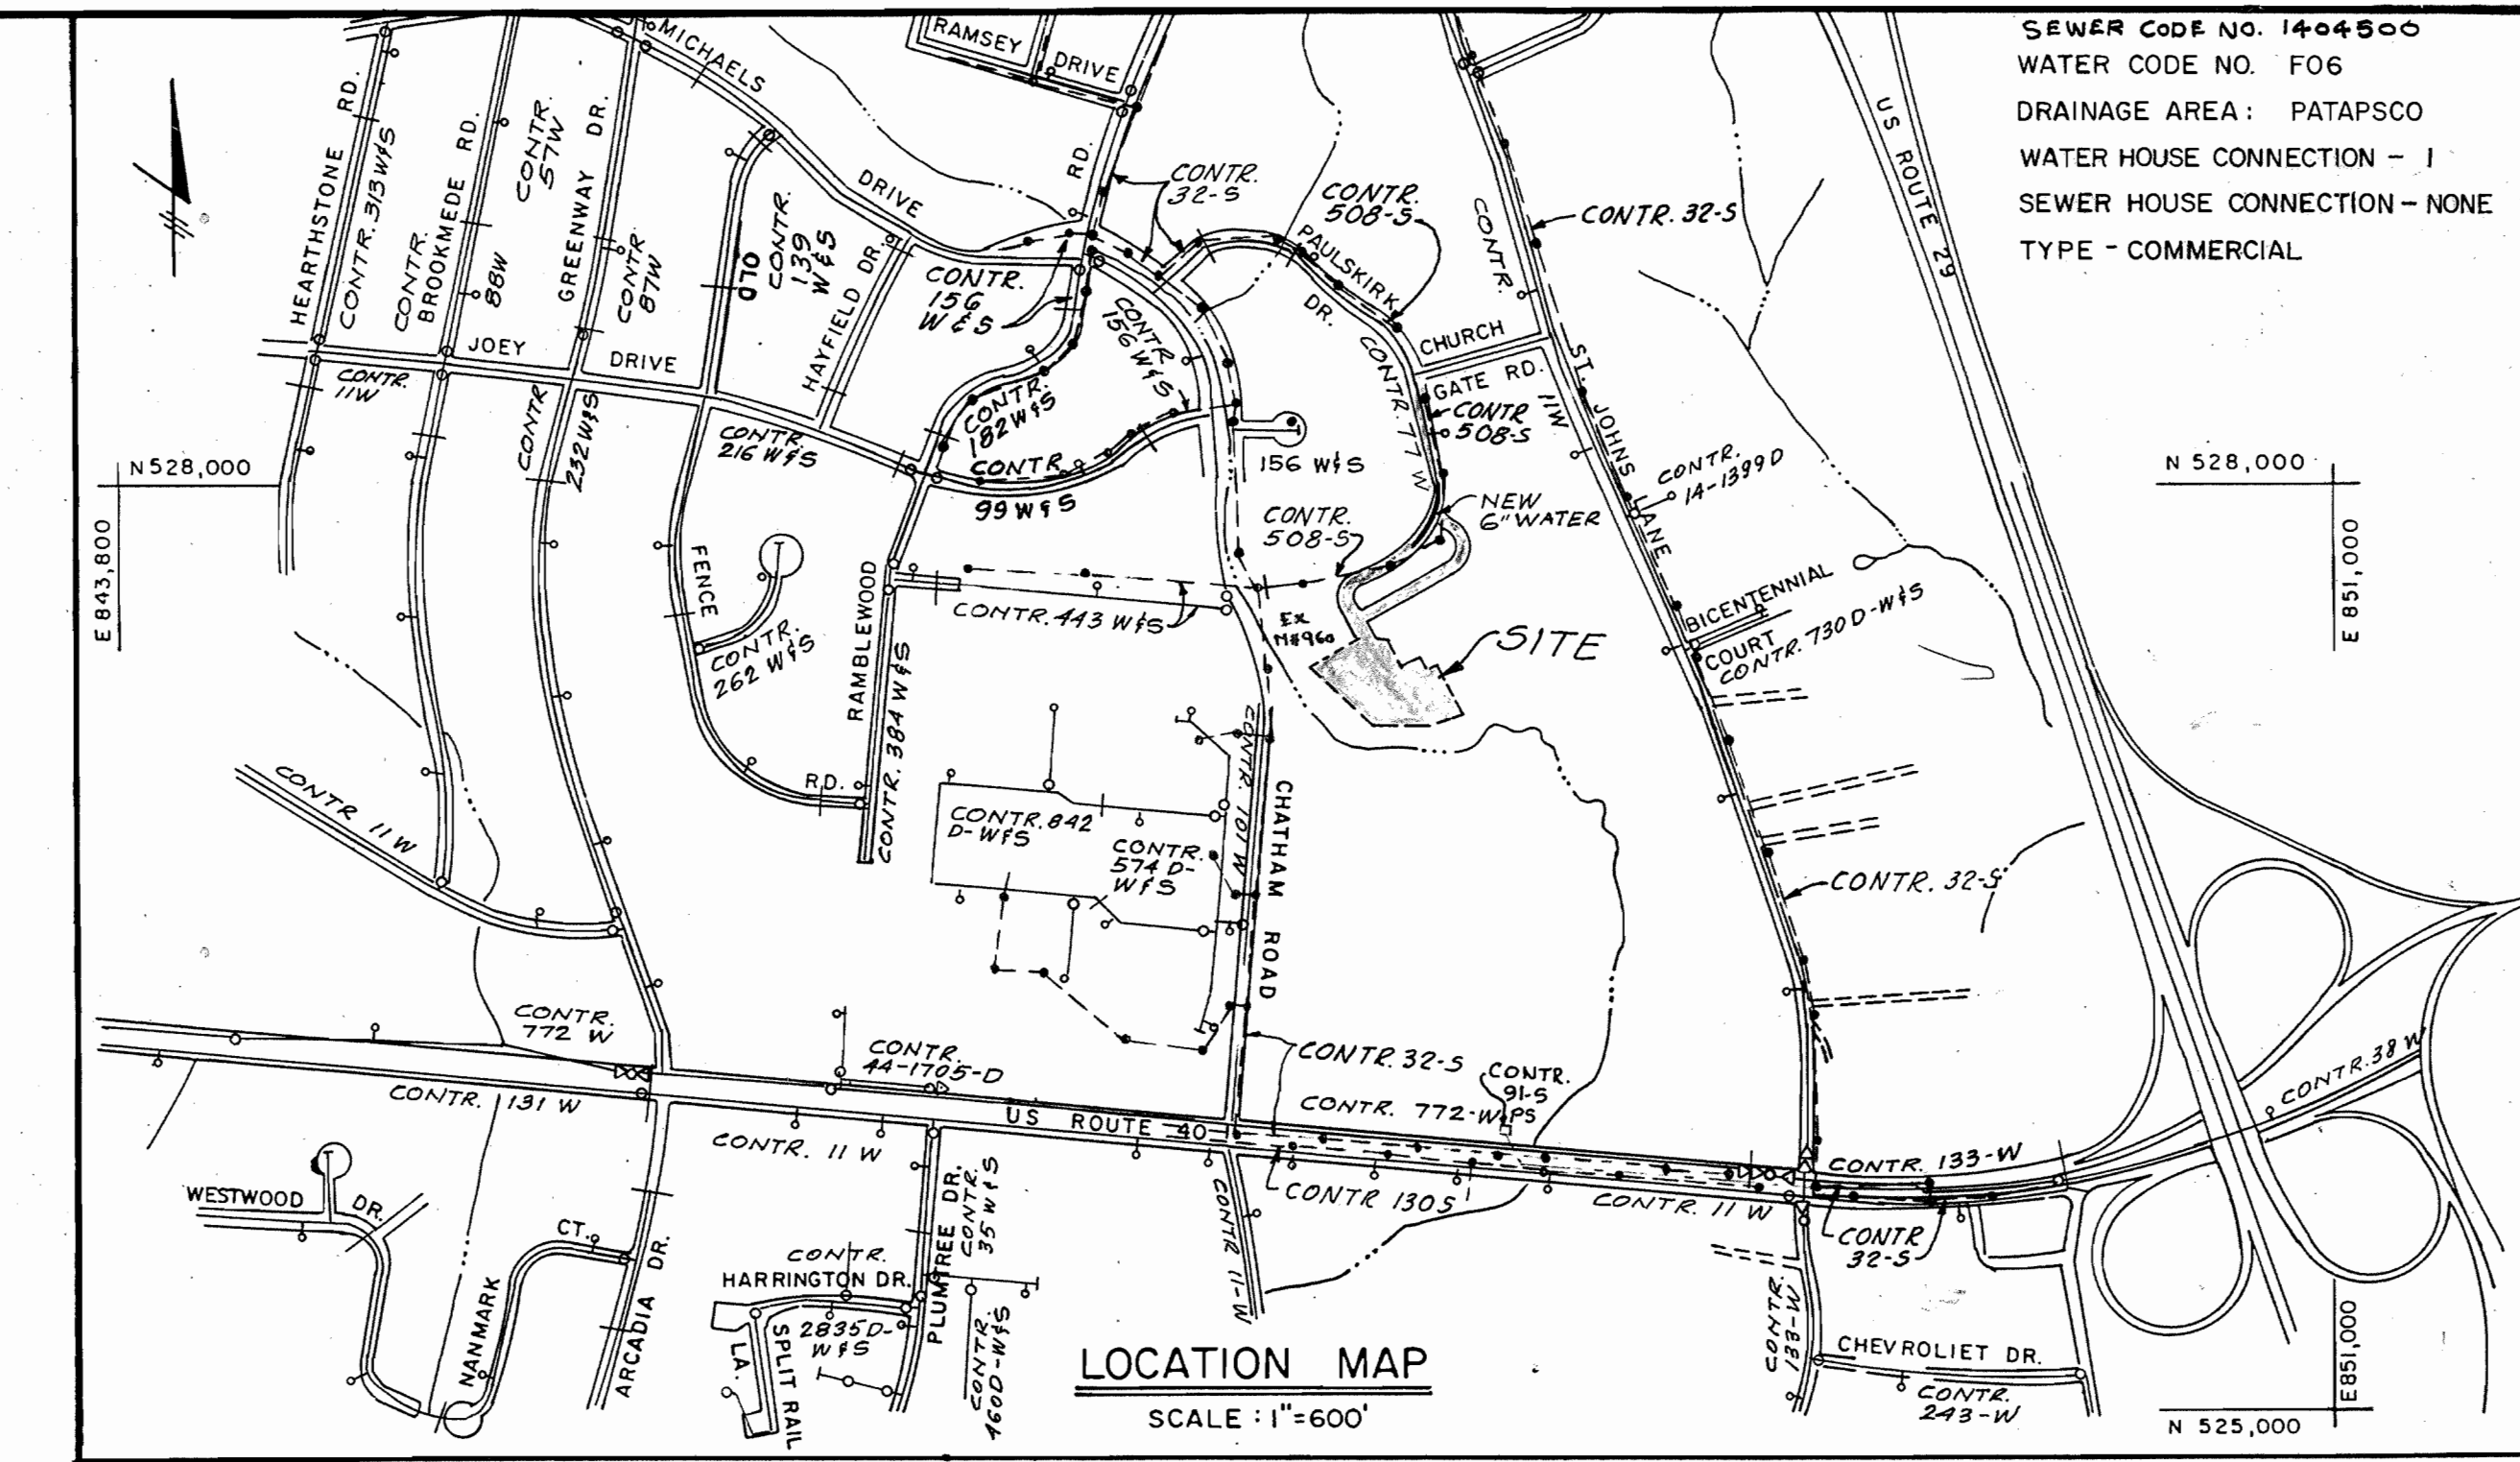 SEWER CODE NO. 1404500
WATER CODE NO. F06
DRAINAGE AREA: PATAPSCO
WATER HOUSE CONNECTION - 1
SEWER HOUSE CONNECTION - NONE
TYPE - COMMERCIAL
RAMSEY
DRIVE
MICHAELS
DRIVE
RD.
HEARTHSTONE RD.
CONTR. 313 W&S
CONTR.
88W
BROOKMEDE RD.
CONTR.
57W
GREENWAY DR.
CONTR.
87W
OLD
CONTR.
139
W&S
HAYFIELD DR.
CONTR.
32-S
CONTR.
508-S
PAULSKIRK
DR.
CONTR. 32-S
CONTR.
11W
US ROUTE 29
CONTR.
156
W&S
CONTR
156 W&S
CHURCH
GATE RD.
ST. JOHNS LANE
CONTR. 77 W
CONTR
508-S
JOEY
DRIVE
CONTR.
11W
CONTR
232 W&S
CONTR
216 W&S
CONTR.
182 W&S
CONTR
99 W&S
156 W&S
N 528,000
E 843,800
N 528,000
E 851,000
CONTR.
14-1399 D
NEW
6" WATER
CONTR.
508-S
FENCE
RD.
CONTR.
262 W&S
RAMBLEWOOD
CONTR. 384 W&S
CONTR. 443 W&S
EX
MH960
SITE
BICENTENNIAL
COURT
CONTR. 730 D-W&S
CONTR 11 W
CONTR. 842
D-W&S
CONTR.
574 D-
W&S
CONTR. 101 W
CHATHAM ROAD
CONTR. 32-S
CONTR.
772 W
CONTR. 131 W
CONTR.
44-1705-D
CONTR. 32-S
CONTR.
91-S
CONTR. 772-W
PS
US ROUTE 40
CONTR. 11 W
CONTR 130 S
CONTR. 11 W
CONTR. 133-W
CONTR. 38 W
CONTR
32-S
WESTWOOD DR.
NANMARK
CT.
ARCADIA DR.
CONTR.
HARRINGTON DR.
2835 D-
W&S
SPLIT RAIL
LA.
PLUMTREE DR.
CONTR.
35 W&S
CONTR.
460D-W&S
CONTR 11-W
CONTR.
133-W
CHEVROLIET DR.
CONTR.
243-W
E 851,000
N 525,000
LOCATION MAP
SCALE : 1"=600'